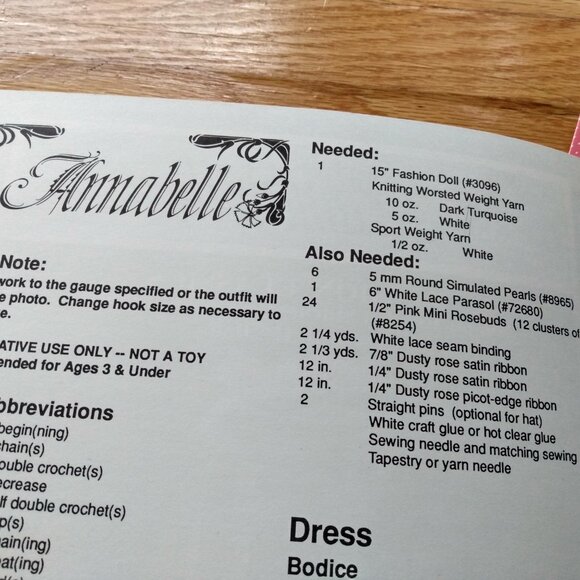 Annabelle
Note:
work to the gauge specified or the outfit will
e photo. Change hook size as necessary to
e.
ATIVE USE ONLY -- NOT A TOY
ended for Ages 3 & Under
bbreviations
begin(ning)
chain(s)
ouble crochet(s)
ecrease
lf double crochet(s)
p(s)
ain(ing)
at(ing)
Needed:
1 15" Fashion Doll (#3096)
Knitting Worsted Weight Yarn
10 oz. Dark Turquoise
5 oz. White
Sport Weight Yarn
1/2 oz. White
Also Needed:
6 5 mm Round Simulated Pearls (#8965)
1 6" White Lace Parasol (#72680)
24 1/2" Pink Mini Rosebuds (12 clusters of
(#8254)
2 1/4 yds. White lace seam binding
2 1/3 yds. 7/8" Dusty rose satin ribbon
12 in. 1/4" Dusty rose satin ribbon
12 in. 1/4" Dusty rose picot-edge ribbon
2 Straight pins (optional for hat)
White craft glue or hot clear glue
Sewing needle and matching sewing
Tapestry or yarn needle
Dress
Bodice